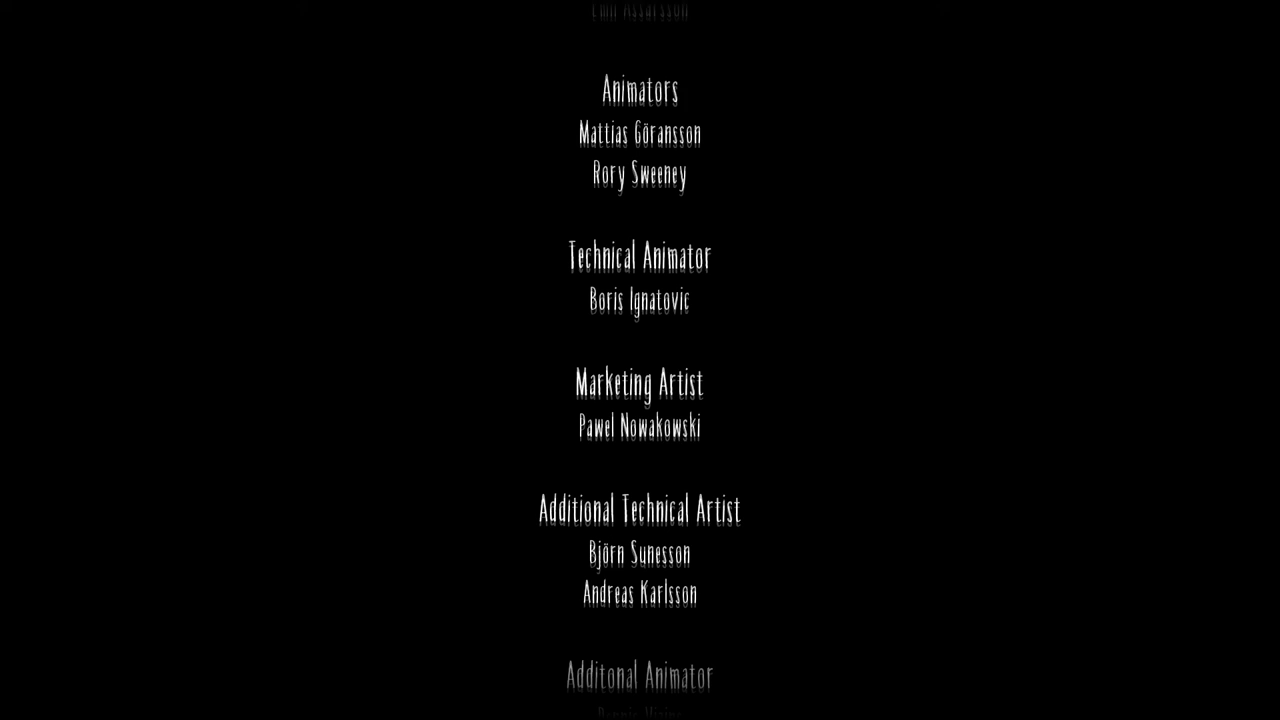 Animators
Mattias Göransson
Rory Sweeney
Technical Animator
Boris Ignatovic
Marketing Artist
Pawel Nowakowski
Additional Technical Artist
Björn Sunesson
Andreas Karlsson
Additonal Animator